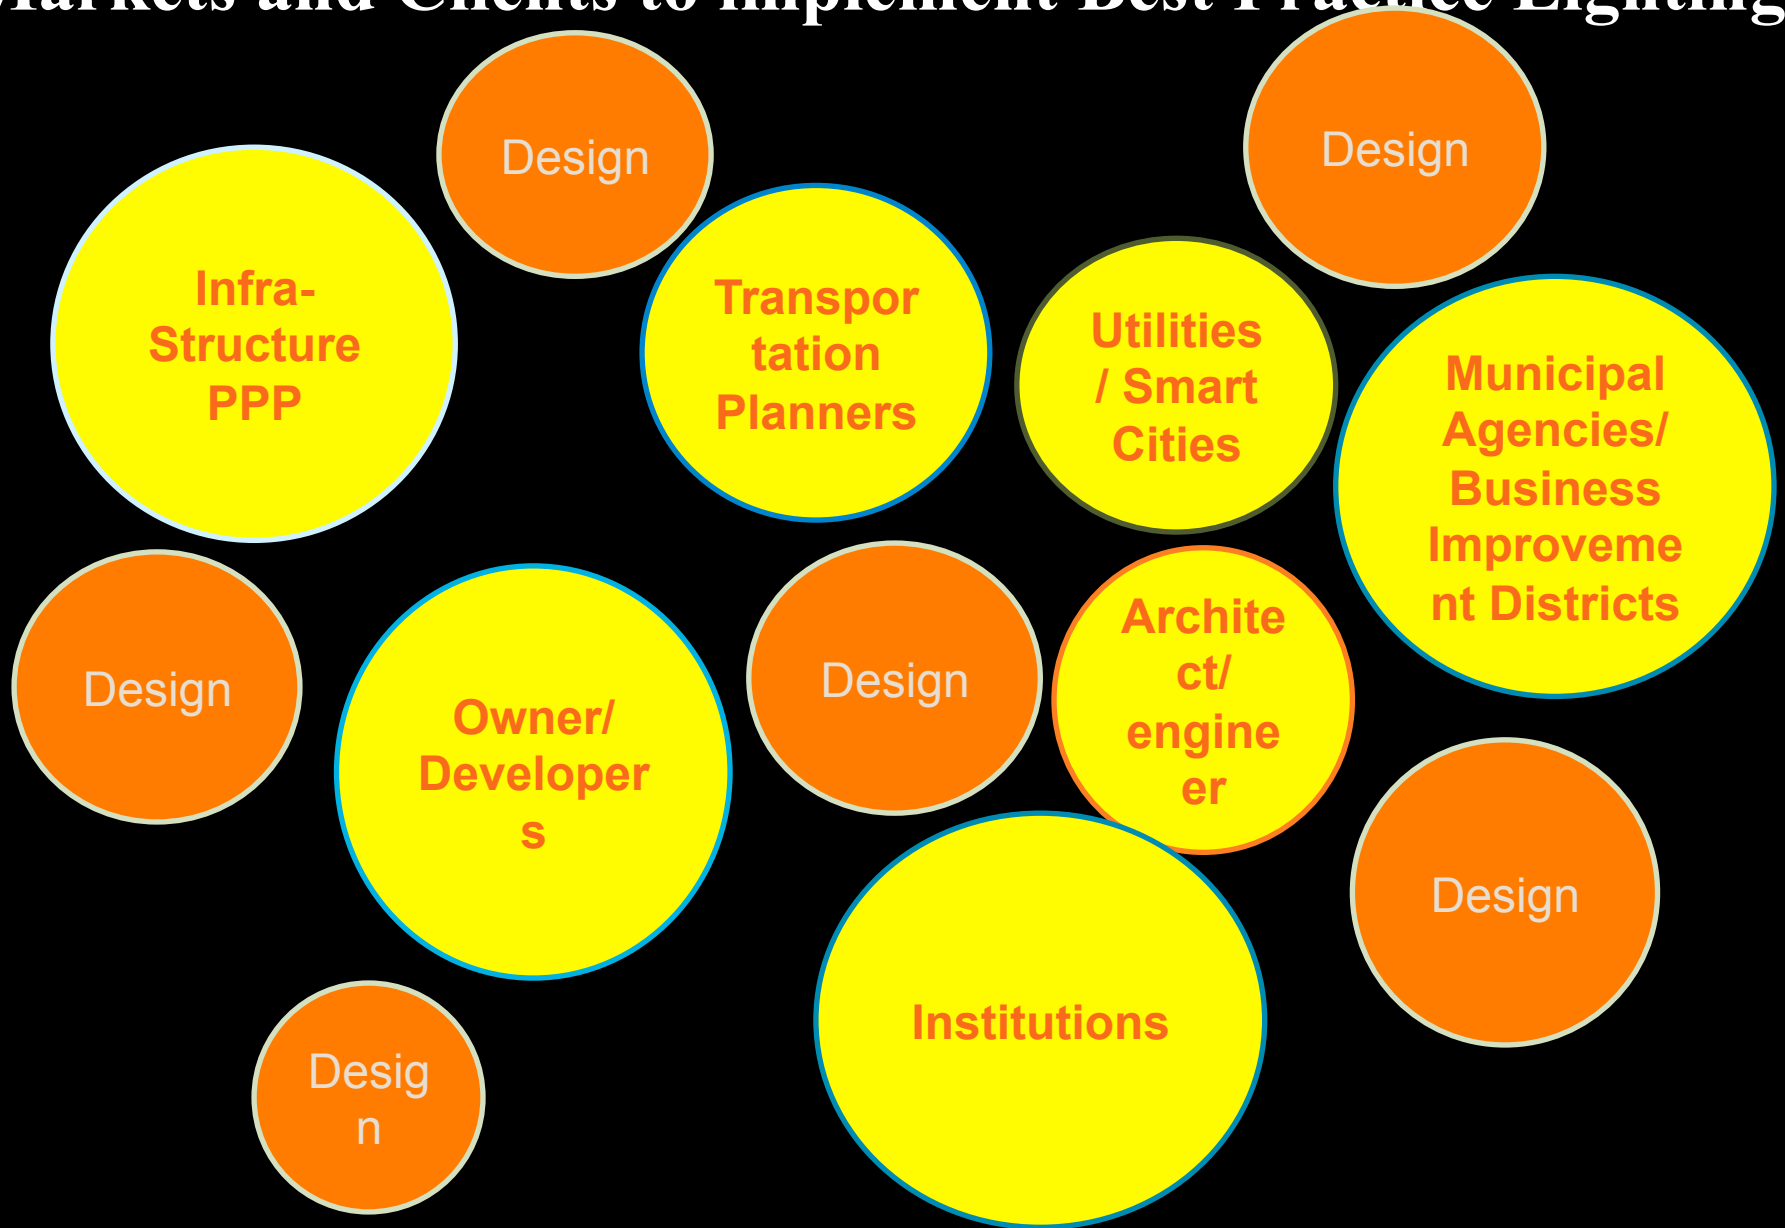 Markets and Clients to implement Best Practice Lighting
Design
Design
Infra-
Structure
PPP
Transpor
tation
Planners
Utilities
/ Smart
Cities
Municipal
Agencies/
Business
Improveme
nt Districts
Design
Owner/
Developer
s
Design
Archite
ct/
engine
er
Design
Institutions
Desig
n